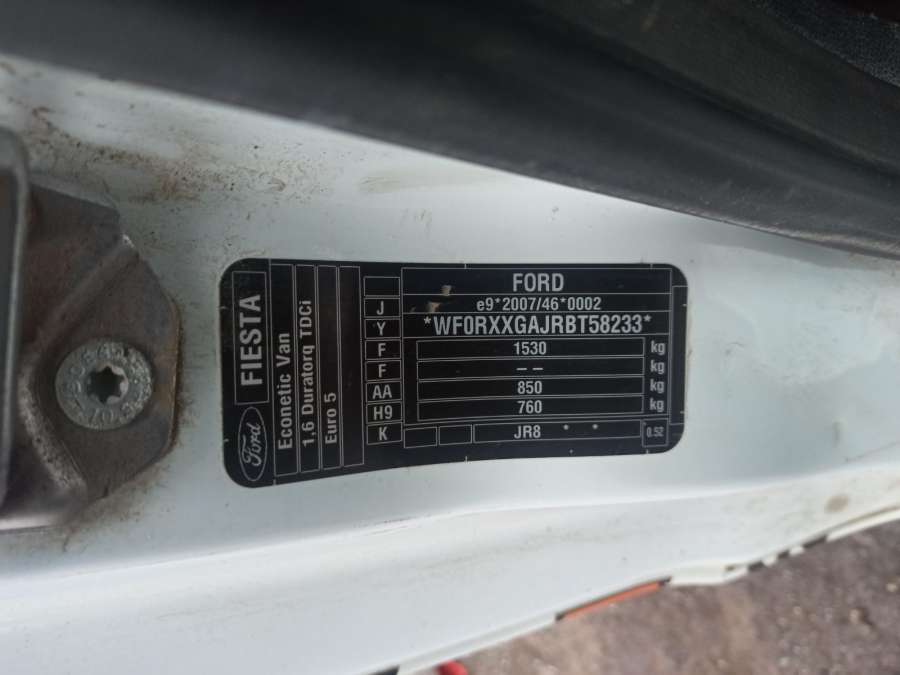 Ford
FIESTA
Econetic Van
1,6 Duratorq TDCi
Euro 5
FORD
J e9*2007/46*0002
Y *WF0RXXGAJRBT58233*
F 1530 kg
F – – kg
AA 850 kg
H9 760 kg
K JR8 * * 0.52